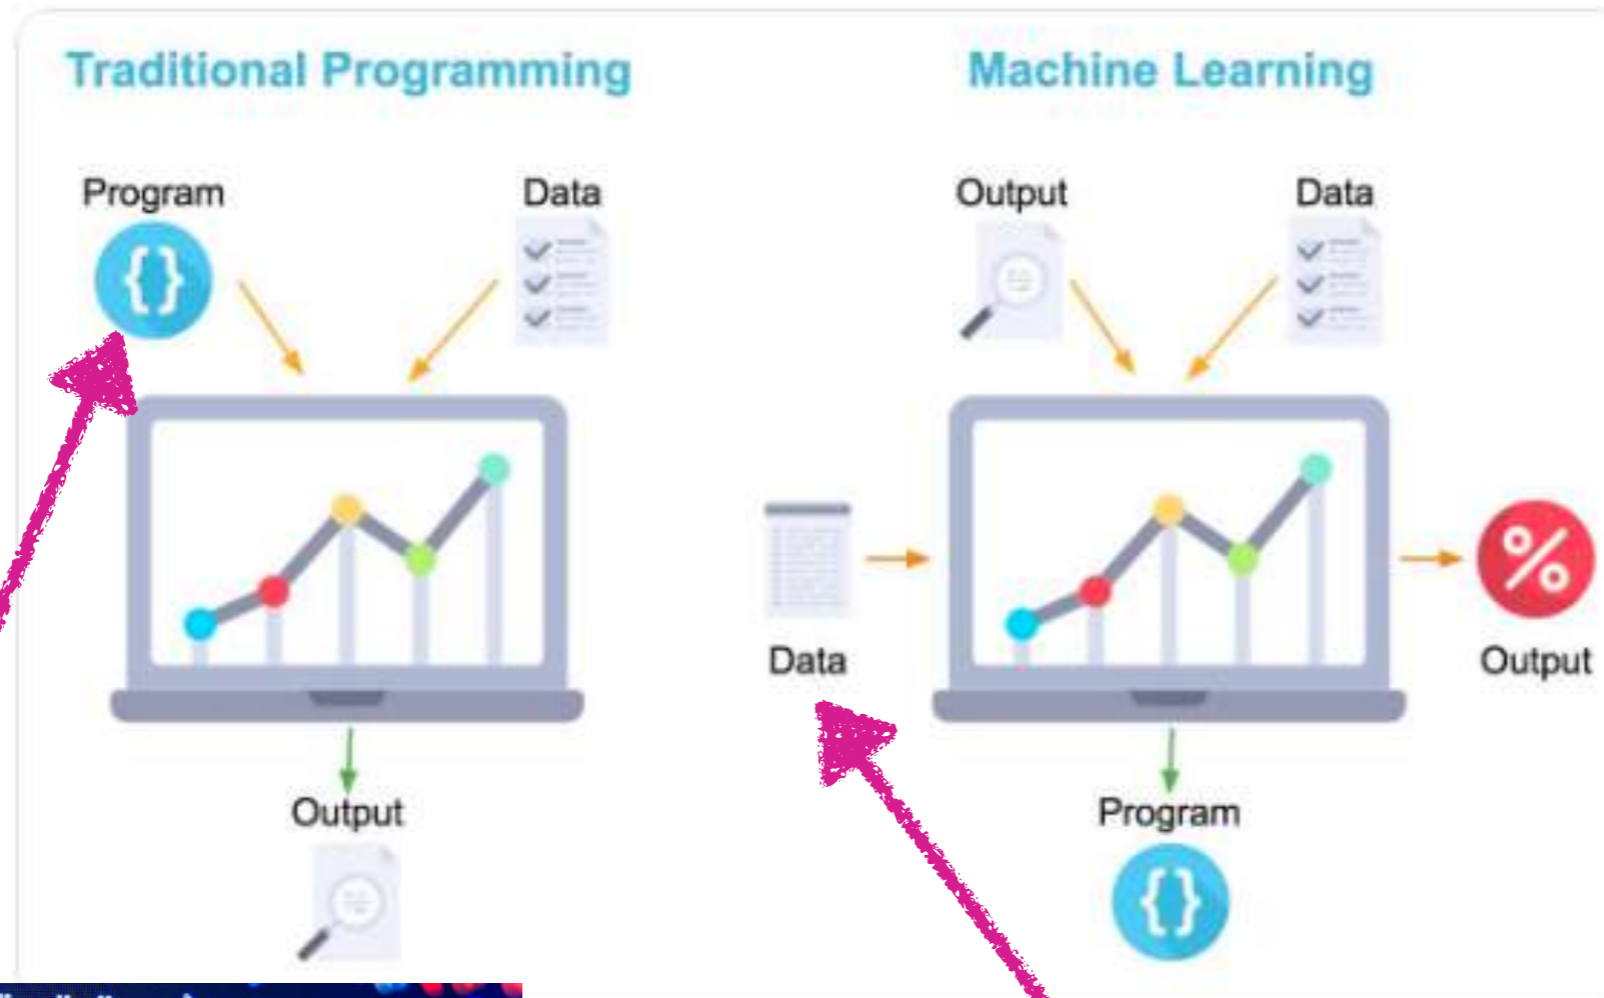 Traditional Programming
Machine Learning
Program
Data
Output
Data
Data
Output
Output
Program